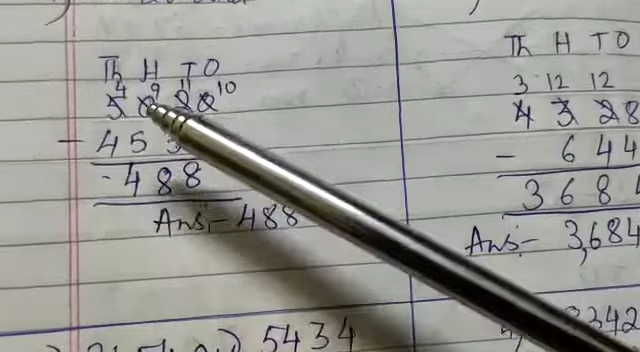 Th H T O
4 9 11 10
5 0 2 0
- 4 5 3
4 8 8
Ans:- 488
Th H T O
3 12 12
4 3 2 8
- 6 4 4
3 6 8
Ans:- 3,684
5434
3342